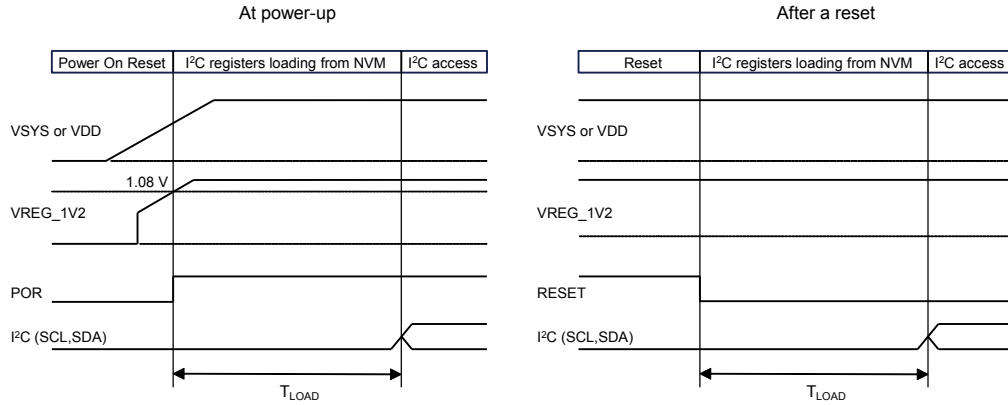 At power-up
Power On Reset
I²C registers loading from NVM
I²C access
VSYS or VDD
1.08 V
VREG_1V2
POR
I²C (SCL,SDA)
TLOAD
After a reset
Reset
I²C registers loading from NVM
I²C access
VSYS or VDD
VREG_1V2
RESET
I²C (SCL,SDA)
TLOAD